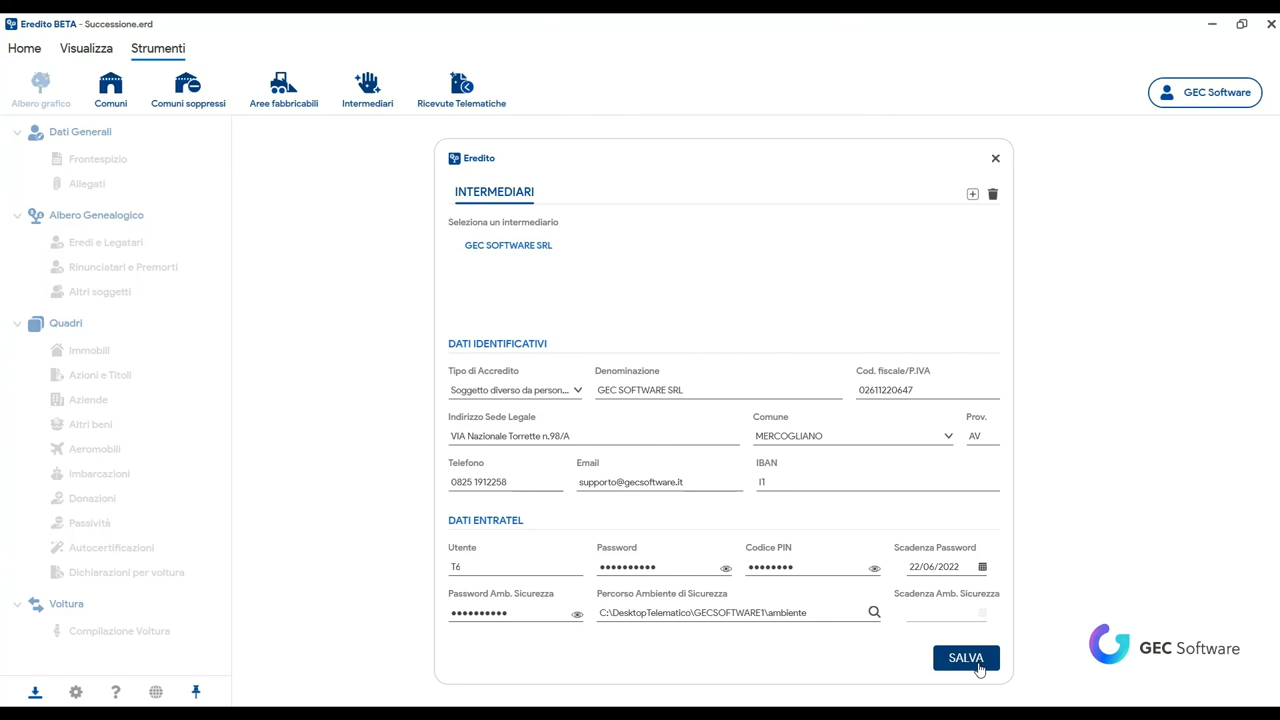 Eredito BETA - Successione.erd
Home Visualizza Strumenti
Albero grafico Comuni Comuni soppressi Aree fabbricabili Intermediari Ricevute Telematiche
GEC Software
Dati Generali
Frontespizio
Allegati
Albero Genealogico
Eredi e Legatari
Rinunciatari e Premorti
Altri soggetti
Quadri
Immobili
Azioni e Titoli
Aziende
Altri beni
Aeromobili
Imbarcazioni
Donazioni
Passività
Autocertificazioni
Dichiarazioni per voltura
Voltura
Compilazione Voltura
Eredito
INTERMEDIARI
Seleziona un intermediario
GEC SOFTWARE SRL
DATI IDENTIFICATIVI
Tipo di Accredito Denominazione Cod. fiscale/P.IVA
Soggetto diverso da person... GEC SOFTWARE SRL 02611220647
Indirizzo Sede Legale Comune Prov.
VIA Nazionale Torrette n.98/A MERCOGLIANO AV
Telefono Email IBAN
0825 1912258 supporto@gecsoftware.it I1
DATI ENTRATEL
Utente Password Codice PIN Scadenza Password
T6 •••••••••• •••••••• 22/06/2022
Password Amb. Sicurezza Percorso Ambiente di Sicurezza Scadenza Amb. Sicurezza
•••••••••• C:\DesktopTelematico\GECSOFTWARE1\ambiente
SALVA
GEC Software